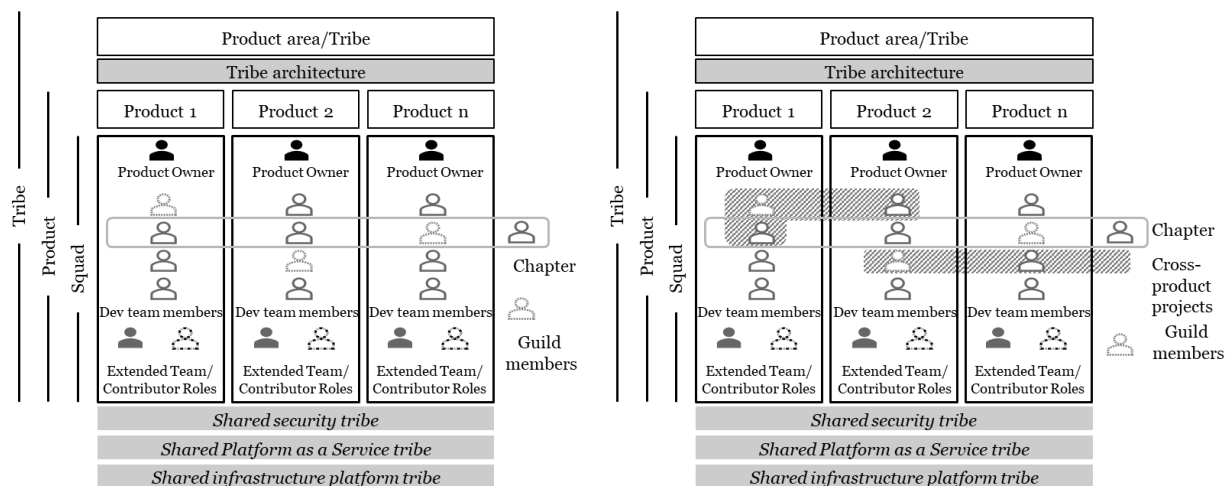 Product area/Tribe
Tribe architecture
Product 1
Product 2
Product n
Tribe
Product
Squad
Product Owner
Product Owner
Product Owner
Chapter
Dev team members
Dev team members
Dev team members
Guild
members
Extended Team/
Contributor Roles
Extended Team/
Contributor Roles
Extended Team/
Contributor Roles
Shared security tribe
Shared Platform as a Service tribe
Shared infrastructure platform tribe
Product area/Tribe
Tribe architecture
Product 1
Product 2
Product n
Tribe
Product
Squad
Product Owner
Product Owner
Product Owner
Chapter
Cross-
product
projects
Dev team members
Dev team members
Dev team members
Guild
members
Extended Team/
Contributor Roles
Extended Team/
Contributor Roles
Extended Team/
Contributor Roles
Shared security tribe
Shared Platform as a Service tribe
Shared infrastructure platform tribe